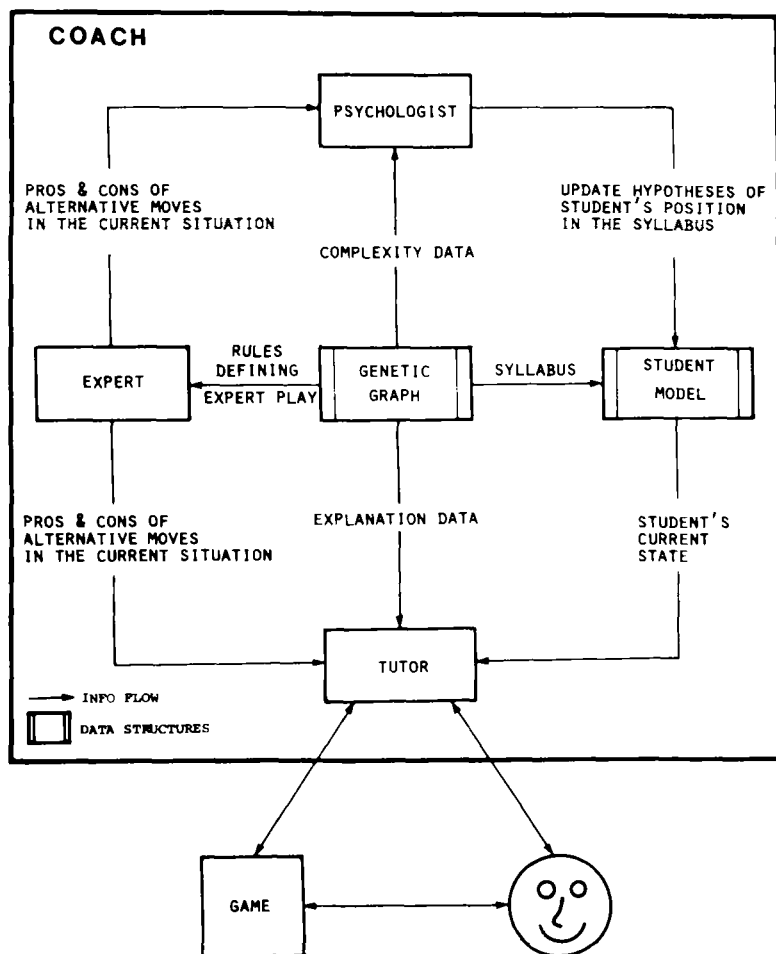 COACH
PSYCHOLOGIST
PROS & CONS OF
ALTERNATIVE MOVES
IN THE CURRENT SITUATION
UPDATE HYPOTHESES OF
STUDENT'S POSITION
IN THE SYLLABUS
COMPLEXITY DATA
EXPERT
RULES
DEFINING
EXPERT PLAY
GENETIC
GRAPH
SYLLABUS
STUDENT
MODEL
PROS & CONS OF
ALTERNATIVE MOVES
IN THE CURRENT SITUATION
EXPLANATION DATA
STUDENT'S
CURRENT
STATE
TUTOR
INFO FLOW
DATA STRUCTURES
GAME